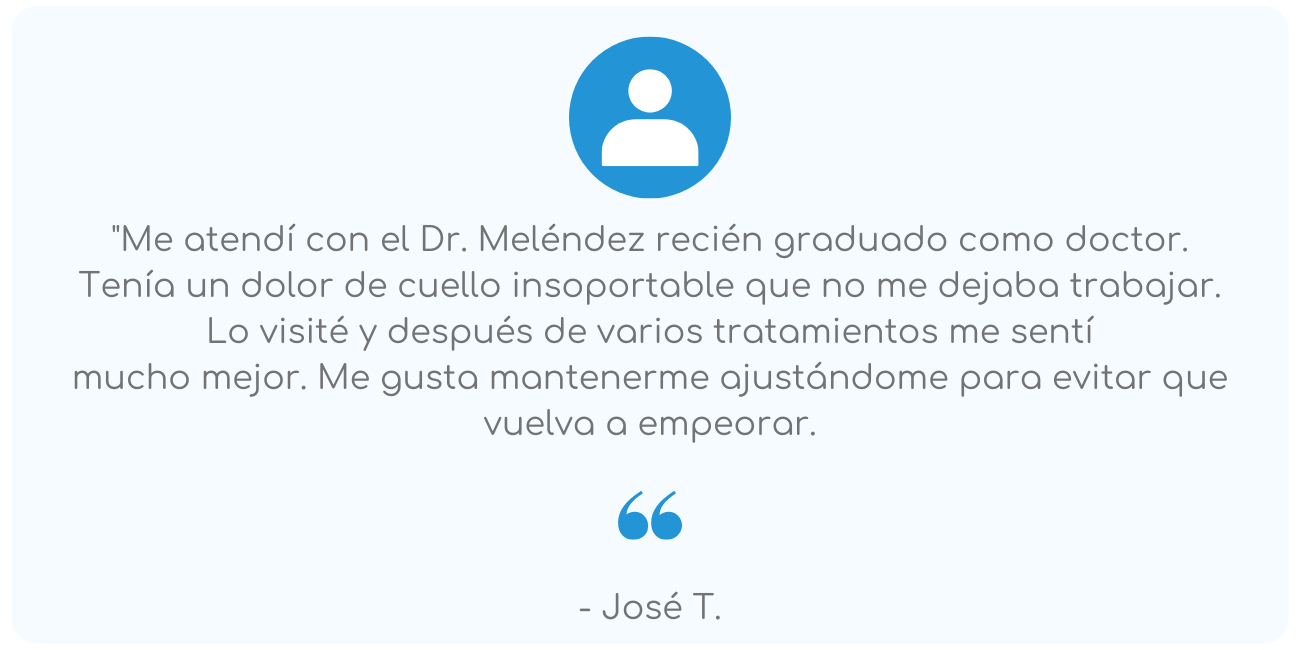 "Me atendí con el Dr. Meléndez recién graduado como doctor.
Tenía un dolor de cuello insoportable que no me dejaba trabajar.
Lo visité y después de varios tratamientos me sentí
mucho mejor. Me gusta mantenerme ajustándome para evitar que
vuelva a empeorar.
“
- José T.